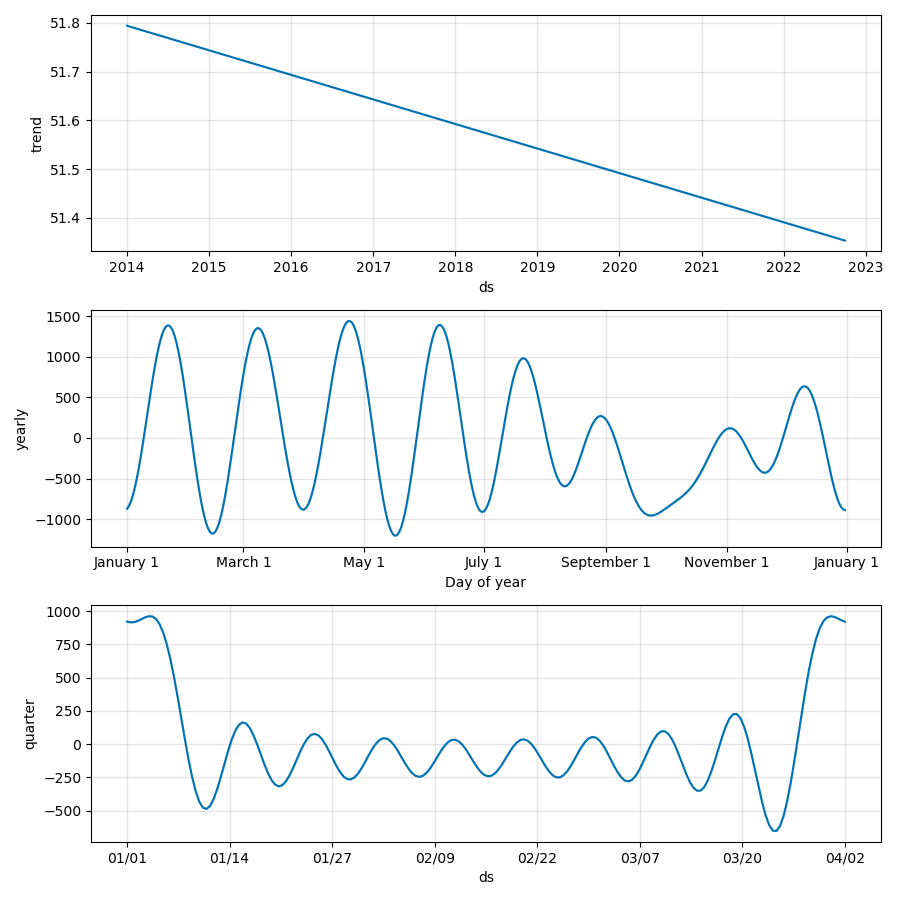 51.8
51.7
51.6
51.5
51.4
trend
2014 2015 2016 2017 2018 2019 2020 2021 2022 2023
ds
1500
1000
500
0
−500
−1000
yearly
January 1 March 1 May 1 July 1 September 1 November 1 January 1
Day of year
1000
750
500
250
0
−250
−500
quarter
01/01 01/14 01/27 02/09 02/22 03/07 03/20 04/02
ds